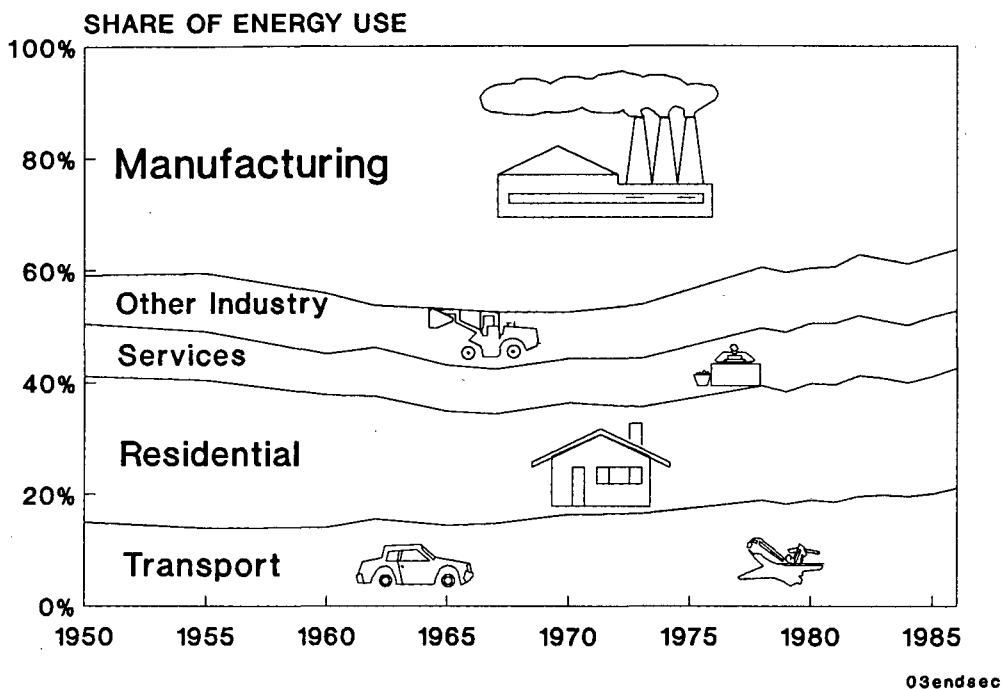 SHARE OF ENERGY USE
100%
Manufacturing
80%
60%
Other Industry
Services
40%
Residential
20%
Transport
0%
1950 1955 1960 1965 1970 1975 1980 1985
03endsec